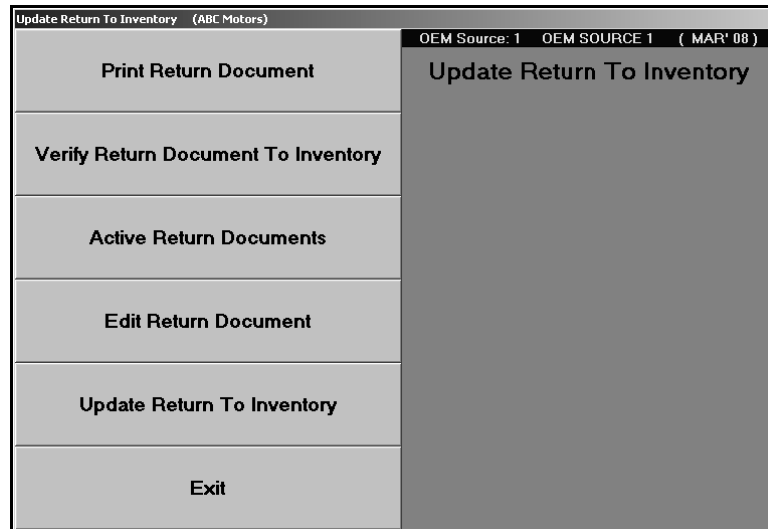 Update Return To Inventory (ABC Motors)
OEM Source: 1 OEM SOURCE 1 ( MAR' 08 )
Update Return To Inventory
Print Return Document
Verify Return Document To Inventory
Active Return Documents
Edit Return Document
Update Return To Inventory
Exit